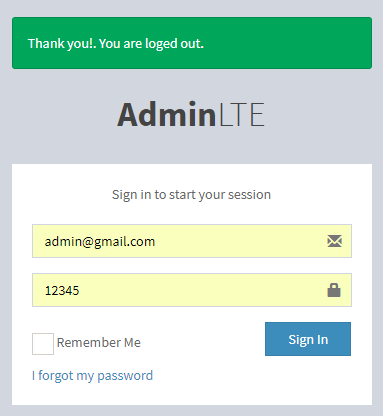 Thank you!. You are loged out.
AdminLTE
Sign in to start your session
admin@gmail.com
12345
Remember Me
Sign In
I forgot my password